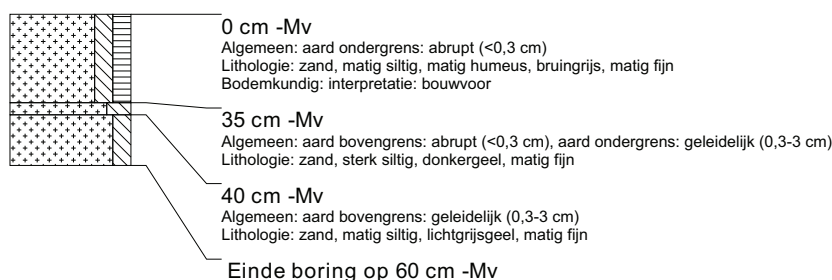 0 cm -Mv
Algemeen: aard ondergrens: abrupt (<0,3 cm)
Lithologie: zand, matig siltig, matig humeus, bruingrijs, matig fijn
Bodemkundig: interpretatie: bouwvoor
35 cm -Mv
Algemeen: aard bovengrens: abrupt (<0,3 cm), aard ondergrens: geleidelijk (0,3-3 cm)
Lithologie: zand, sterk siltig, donkergeel, matig fijn
40 cm -Mv
Algemeen: aard bovengrens: geleidelijk (0,3-3 cm)
Lithologie: zand, matig siltig, lichtgrijsgeel, matig fijn
Einde boring op 60 cm -Mv